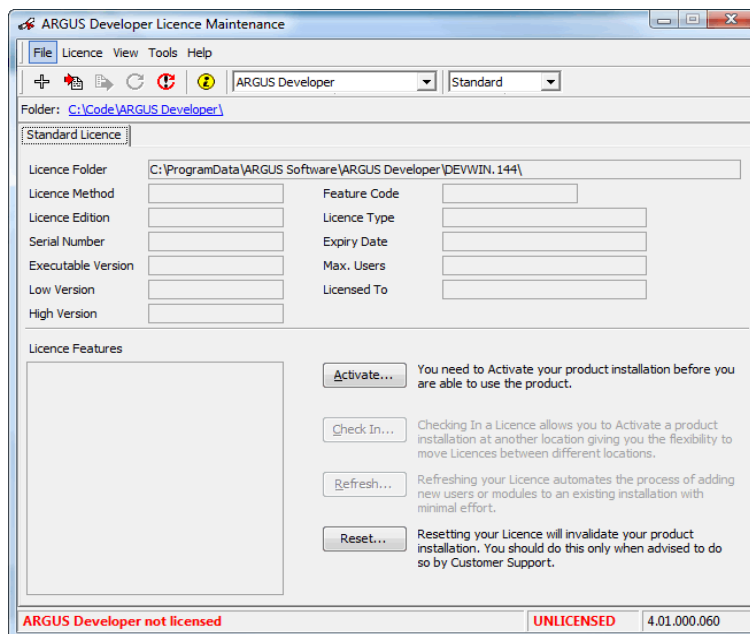 ARGUS Developer Licence Maintenance
File Licence View Tools Help
ARGUS Developer Standard
Folder: C:\Code\ARGUS Developer\
Standard Licence
Licence Folder C:\ProgramData\ARGUS Software\ARGUS Developer\DEVWIN.144\
Licence Method Feature Code
Licence Edition Licence Type
Serial Number Expiry Date
Executable Version Max. Users
Low Version Licensed To
High Version
Licence Features
Activate... You need to Activate your product installation before you
are able to use the product.
Check In... Checking In a Licence allows you to Activate a product
installation at another location giving you the flexibility to
move Licences between different locations.
Refresh... Refreshing your Licence automates the process of adding
new users or modules to an existing installation with
minimal effort.
Reset... Resetting your Licence will invalidate your product
installation. You should do this only when advised to do
so by Customer Support.
ARGUS Developer not licensed UNLICENSED 4.01.000.060